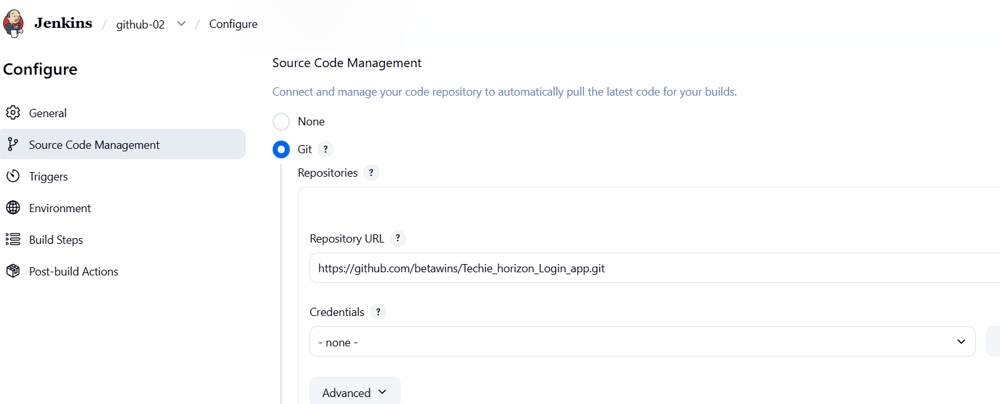 Jenkins / github-02 / Configure
Configure
General
Source Code Management
Triggers
Environment
Build Steps
Post-build Actions
Source Code Management
Connect and manage your code repository to automatically pull the latest code for your builds.
None
Git ?
Repositories ?
Repository URL ?
https://github.com/betawins/Techie_horizon_Login_app.git
Credentials ?
- none -
Advanced